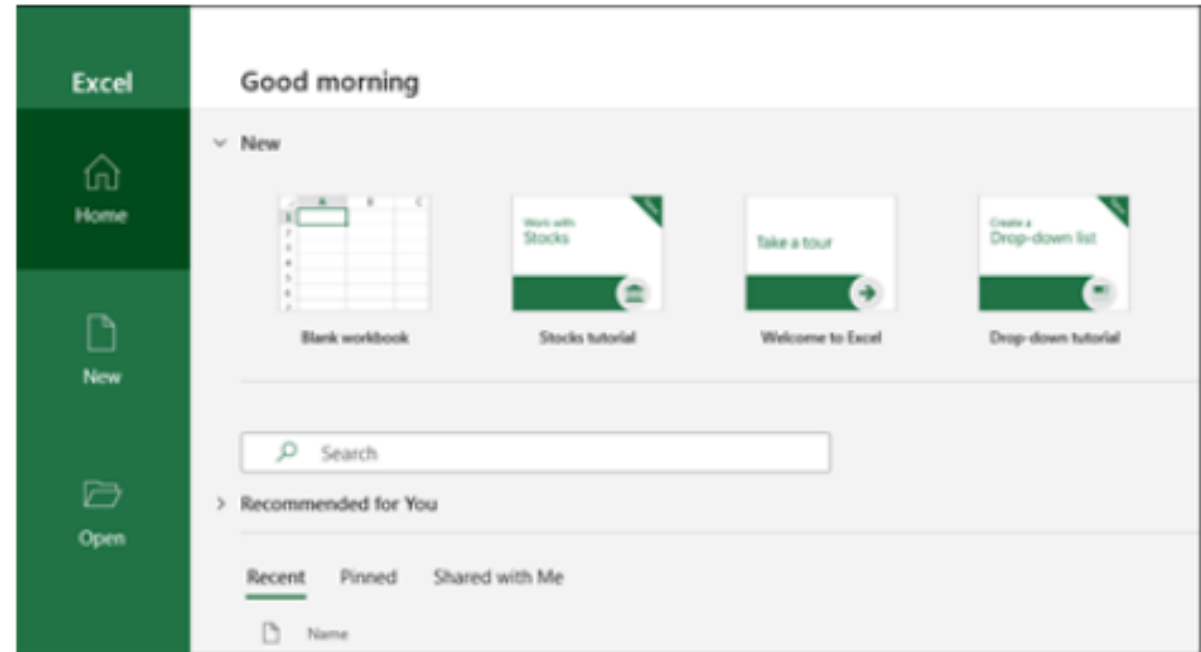 Excel
Good morning
Home
New
Open
New
A B C
Work with
Stocks
Take a tour
Create a
Drop-down list
Blank workbook
Stocks tutorial
Welcome to Excel
Drop-down tutorial
Search
Recommended for You
Recent Pinned Shared with Me
Name